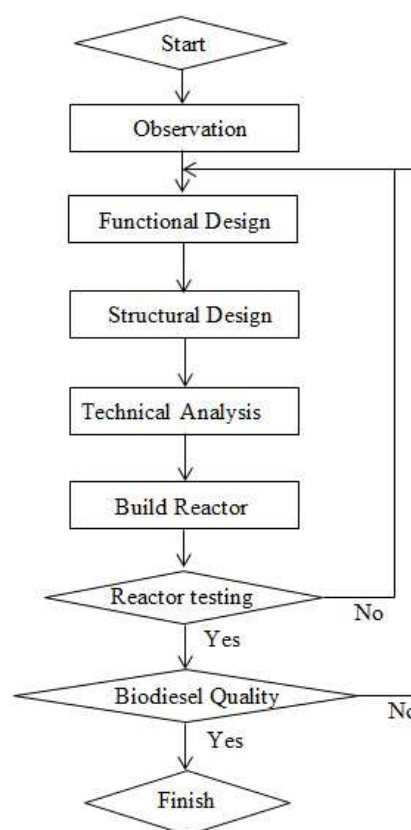 Start
Observation
Functional Design
Structural Design
Technical Analysis
Build Reactor
Reactor testing
No
Yes
Biodiesel Quality
No
Yes
Finish